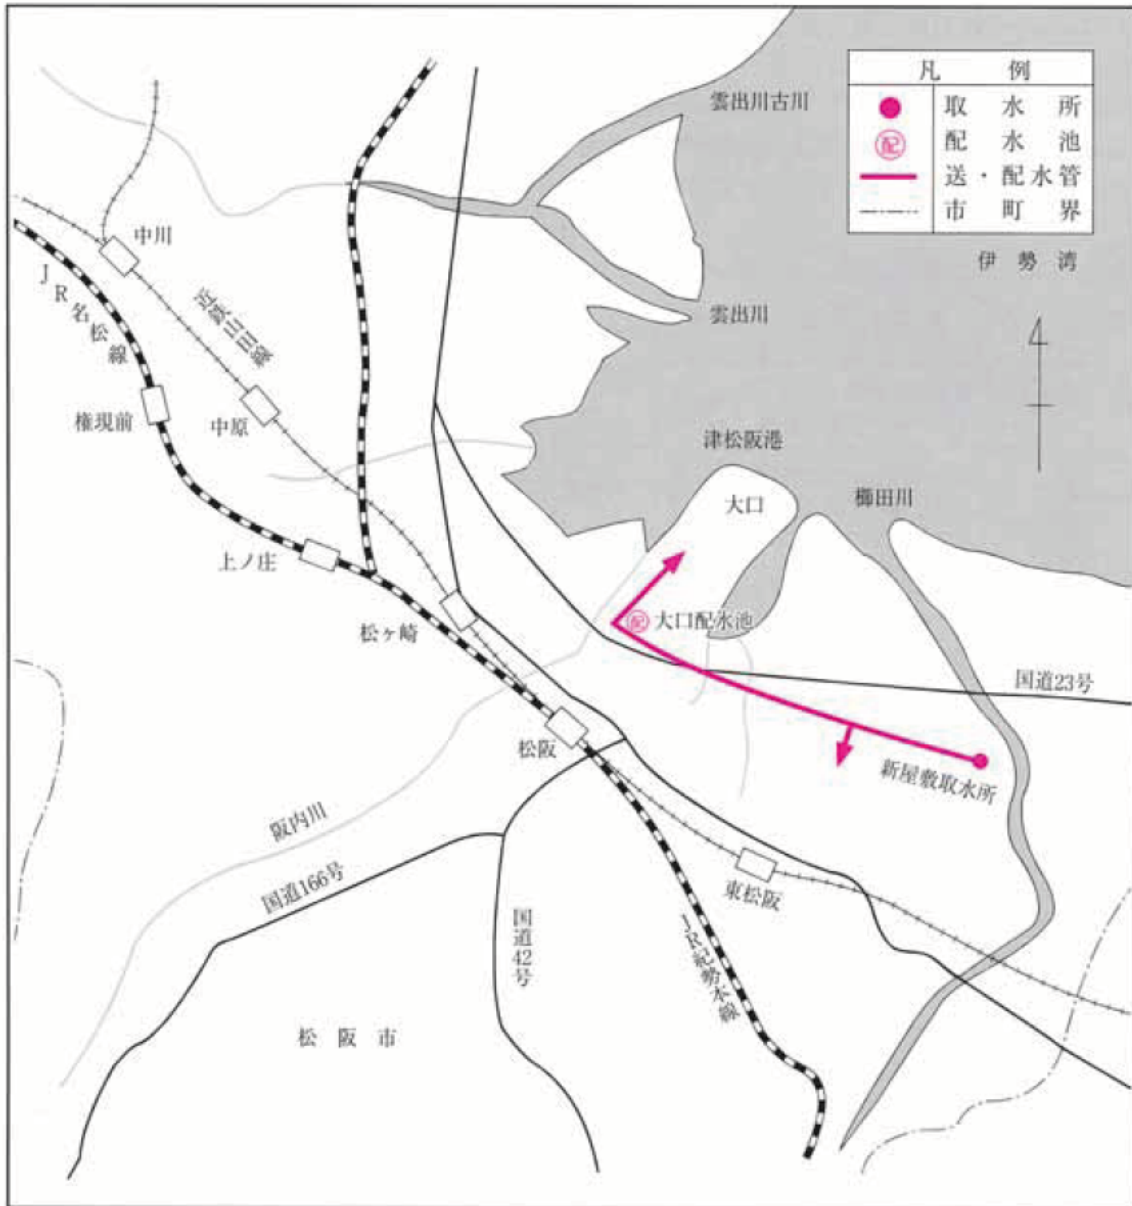 凡例
取水所
配 配水池
送・配水管
市町界
雲出川古川
伊勢湾
中川
JR名松線
近鉄山田線
雲出川
権現前
中原
津松阪港
大口
櫛田川
上ノ庄
松ヶ崎
配 大口配水池
国道23号
松阪
新屋敷取水所
阪内川
国道166号
東松阪
国道42号
JR紀勢本線
松阪市